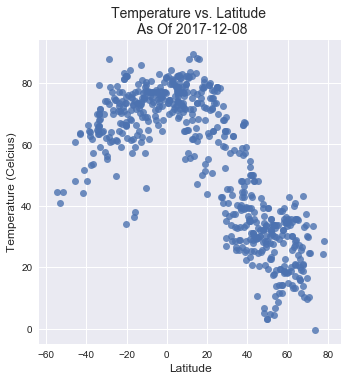 Temperature vs. Latitude
As Of 2017-12-08
80
60
40
20
0
Temperature (Celcius)
−60 −40 −20 0 20 40 60 80
Latitude